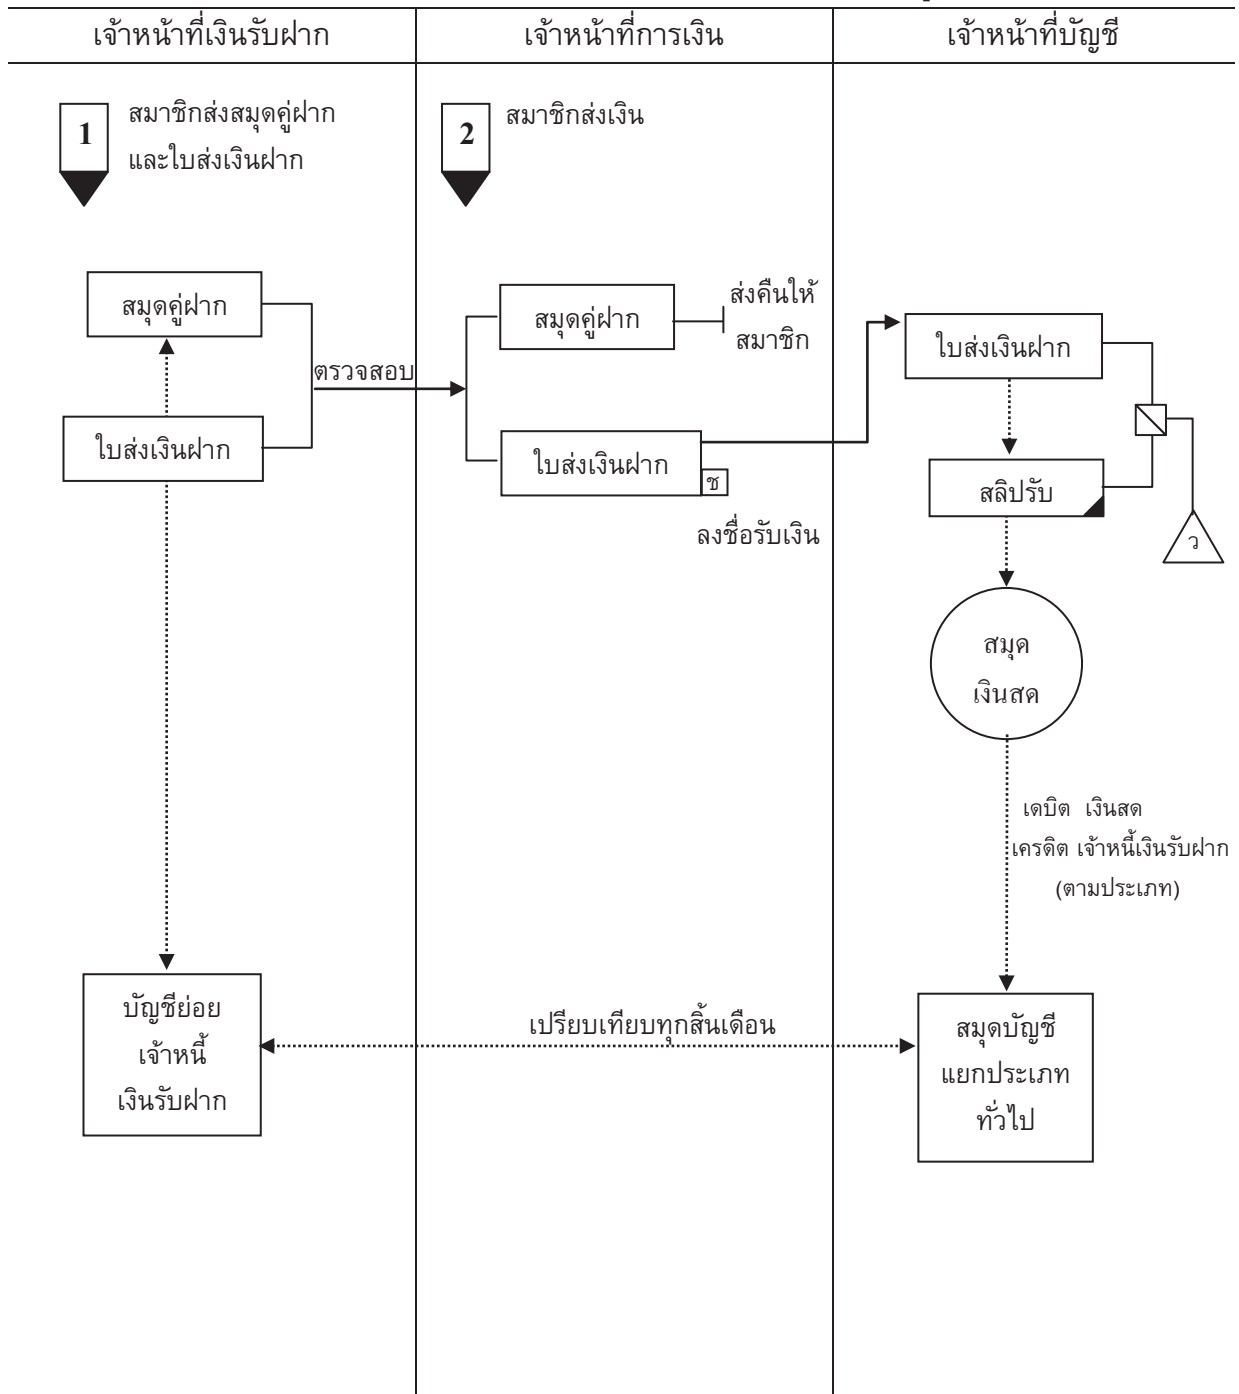 เจ้าหน้าที่เงินรับฝาก
เจ้าหน้าที่การเงิน
เจ้าหน้าที่บัญชี
1
สมาชิกส่งสมุดคู่ฝาก
และใบส่งเงินฝาก
2
สมาชิกส่งเงิน
สมุดคู่ฝาก
ใบส่งเงินฝาก
ตรวจสอบ
สมุดคู่ฝาก
ส่งคืนให้
สมาชิก
ใบส่งเงินฝาก
ช
ลงชื่อรับเงิน
ใบส่งเงินฝาก
สลิปรับ
ว
สมุด
เงินสด
เดบิต เงินสด
เครดิต เจ้าหนี้เงินรับฝาก
(ตามประเภท)
บัญชีย่อย
เจ้าหนี้
เงินรับฝาก
เปรียบเทียบทุกสิ้นเดือน
สมุดบัญชี
แยกประเภท
ทั่วไป